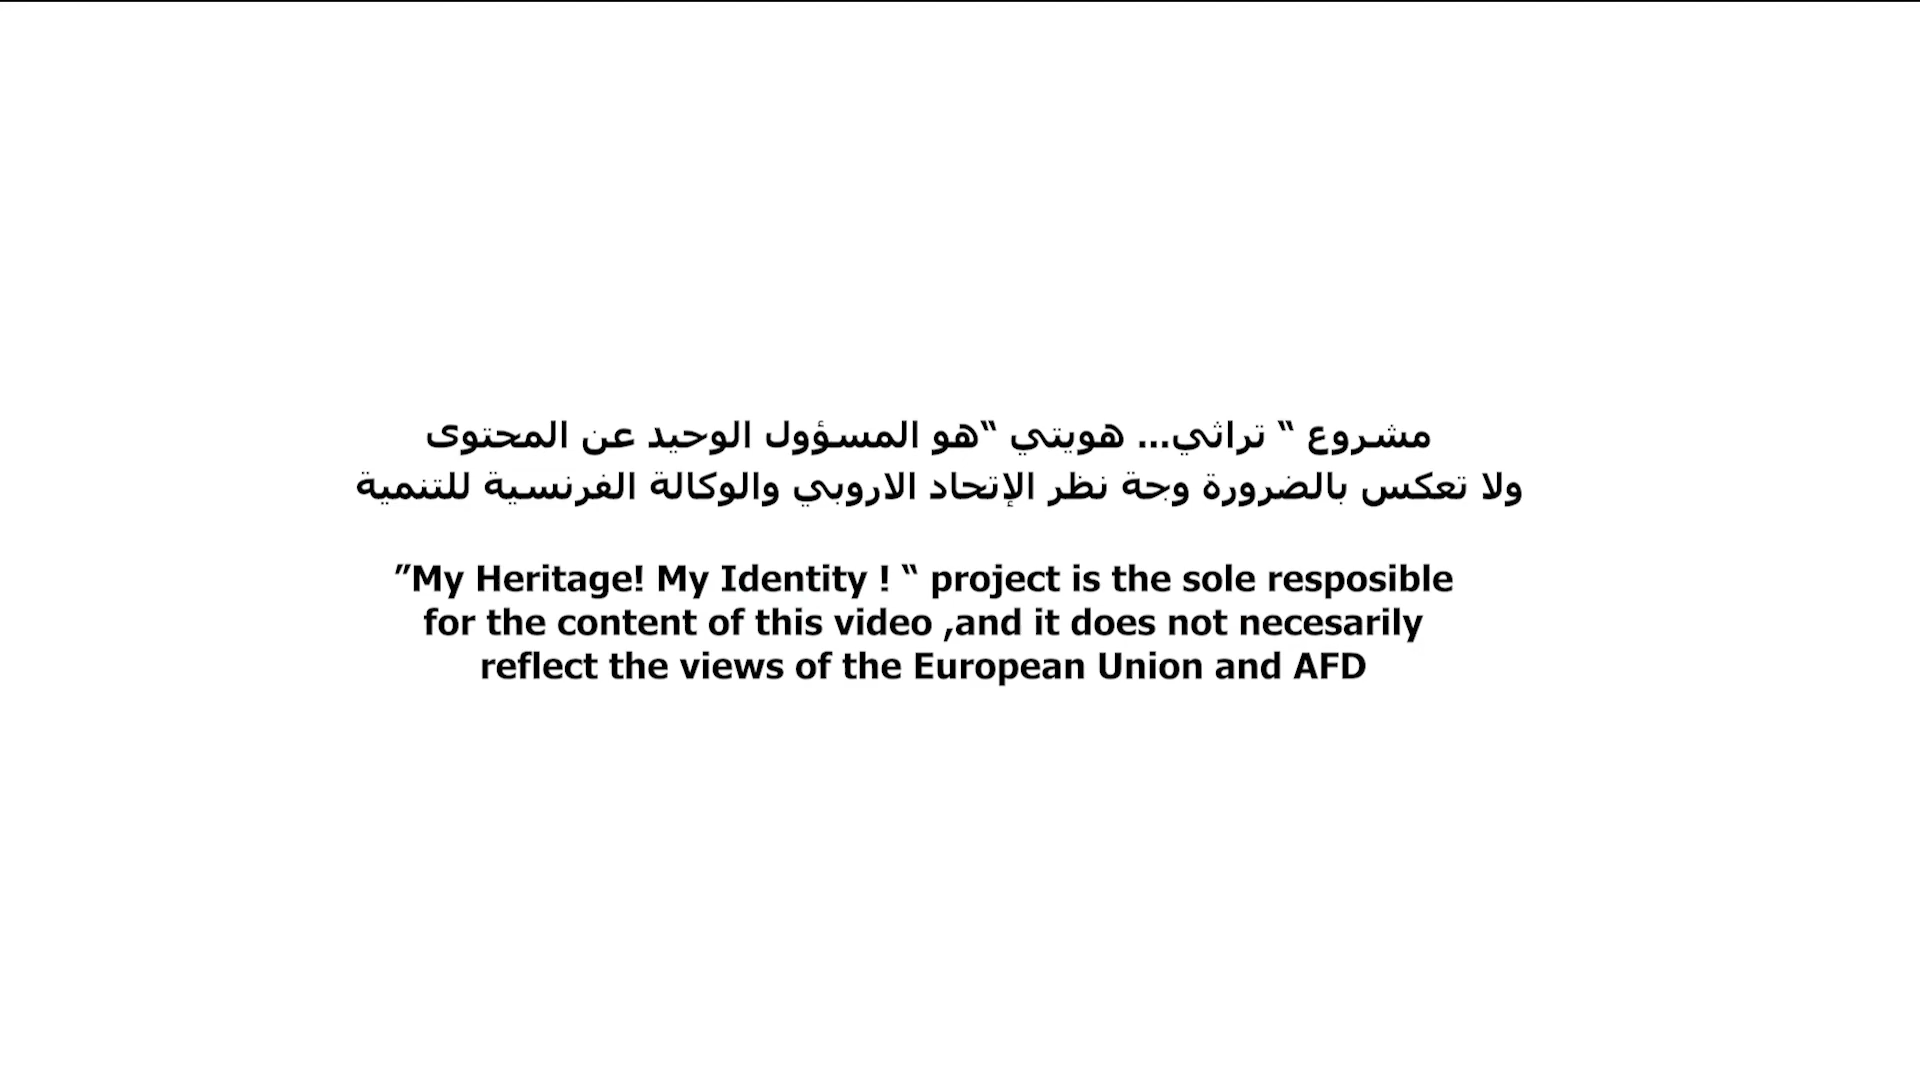 مشروع “ تراثي... هويتي “هو المسؤول الوحيد عن المحتوى
ولا تعكس بالضرورة وجة نظر الإتحاد الاروبي والوكالة الفرنسية للتنمية
”My Heritage! My Identity ! “ project is the sole resposible
for the content of this video ,and it does not necesarily
reflect the views of the European Union and AFD